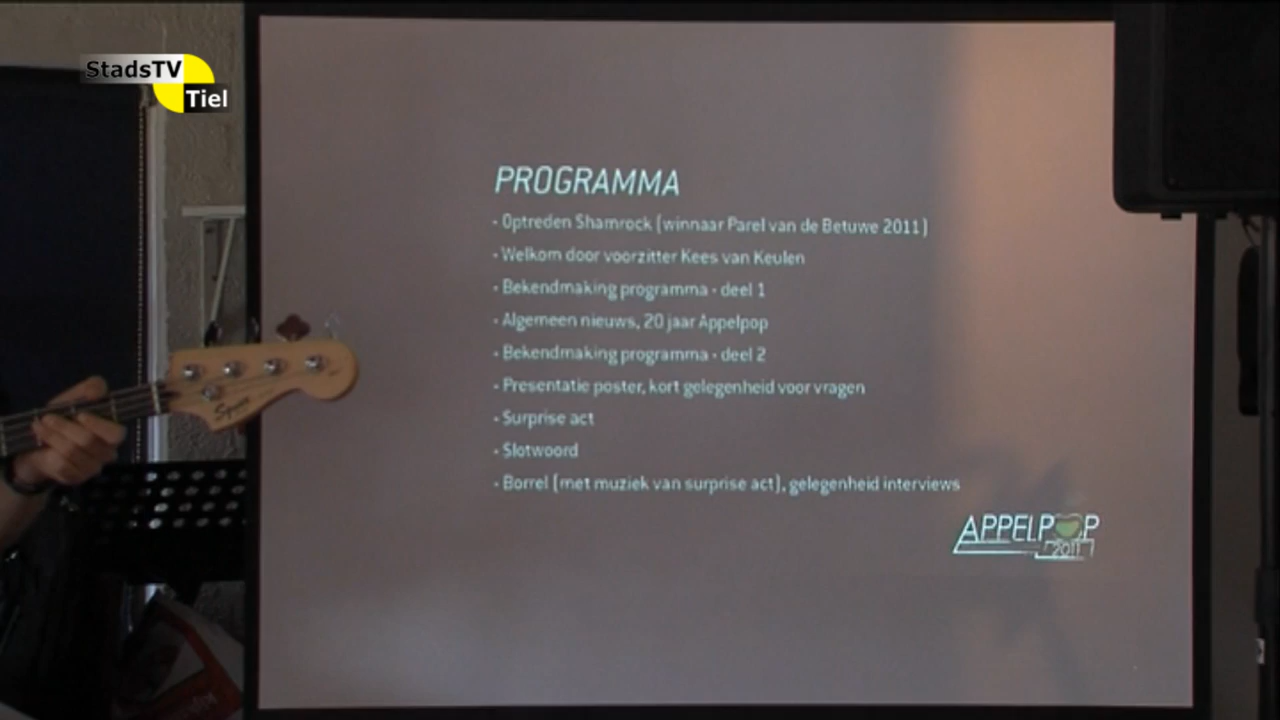 StadsTV
Tiel
PROGRAMMA
- Optreden Shamrock (winnaar Parel van de Betuwe 2011)
- Welkom door voorzitter Kees van Keulen
- Bekendmaking programma - deel 1
- Algemeen nieuws, 20 jaar Appelpop
- Bekendmaking programma - deel 2
- Presentatie poster, kort gelegenheid voor vragen
- Surprise act
- Slotwoord
- Borrel (met muziek van surprise act), gelegenheid interviews
APPELPOP
2011
Squier